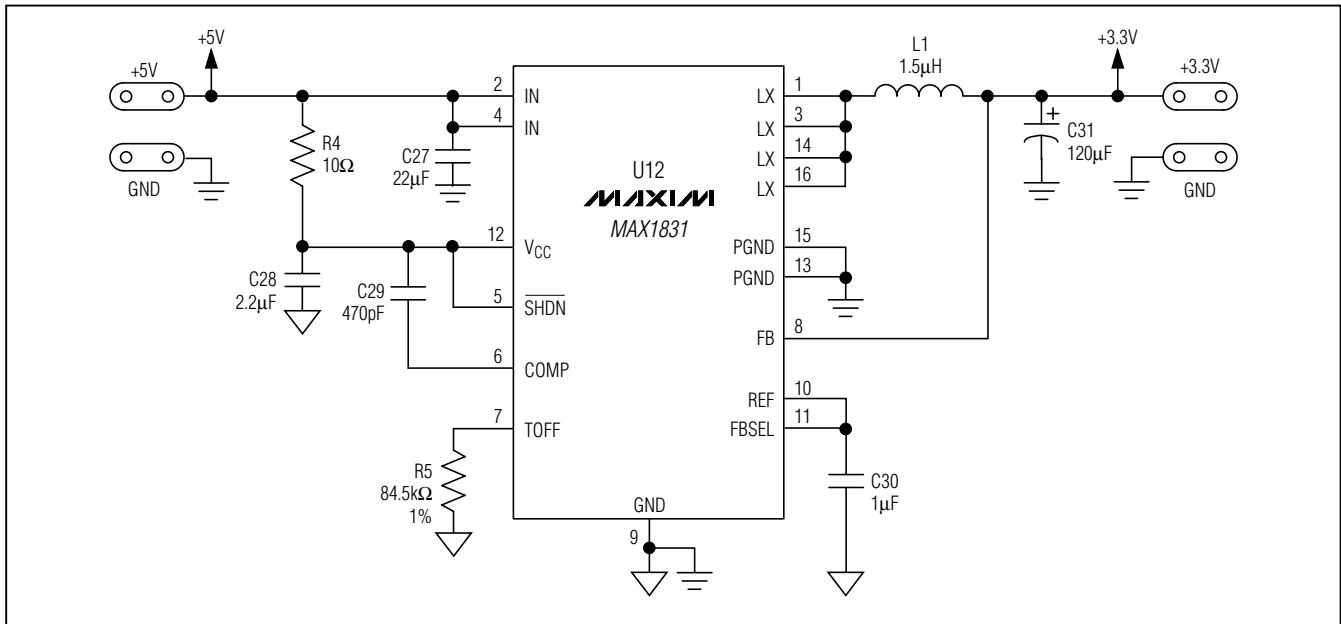 +5V
+5V
GND
R4
10Ω
C27
22μF
C28
2.2μF
C29
470pF
R5
84.5kΩ
1%
2 IN
4 IN
12 VCC
5 SHDN
6 COMP
7 TOFF
U12
MAXIM
MAX1831
GND
9
LX 1
LX 3
LX 14
LX 16
PGND 15
PGND 13
FB 8
REF 10
FBSEL 11
L1
1.5μH
+3.3V
+3.3V
+
C31
120μF
GND
C30
1μF